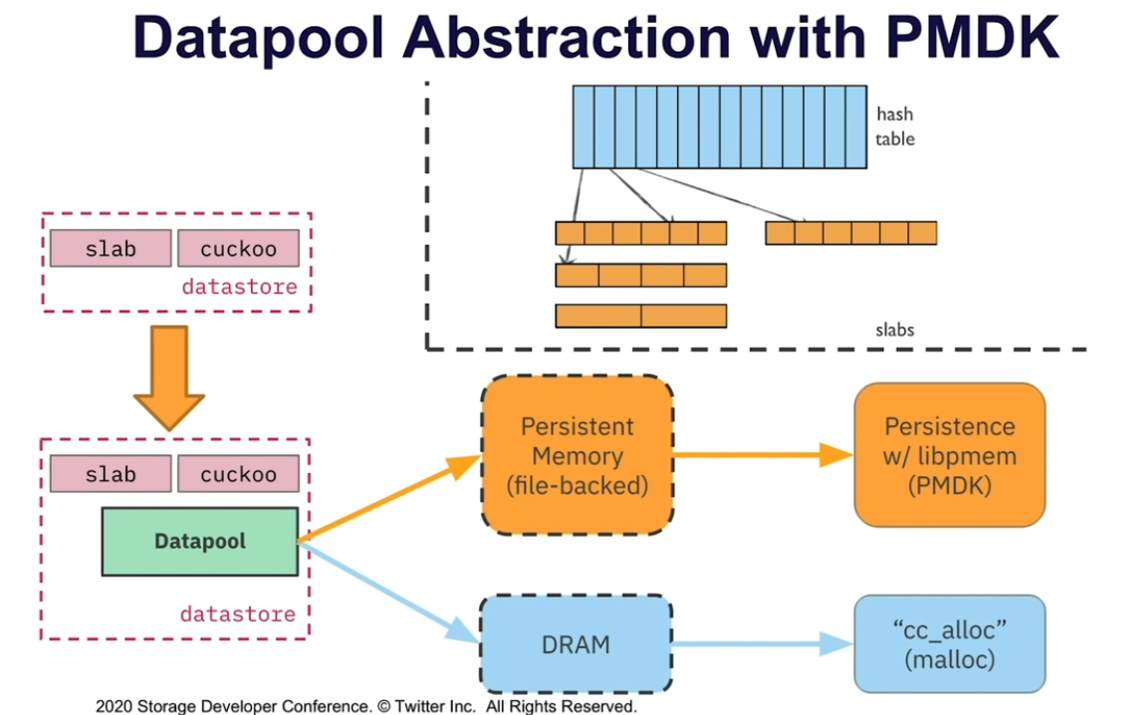 Datapool Abstraction with PMDK
hash
table
slabs
slab
cuckoo
datastore
slab
cuckoo
Datapool
datastore
Persistent
Memory
(file-backed)
Persistence
w/ libpmem
(PMDK)
DRAM
“cc_alloc”
(malloc)
2020 Storage Developer Conference. © Twitter Inc. All Rights Reserved.